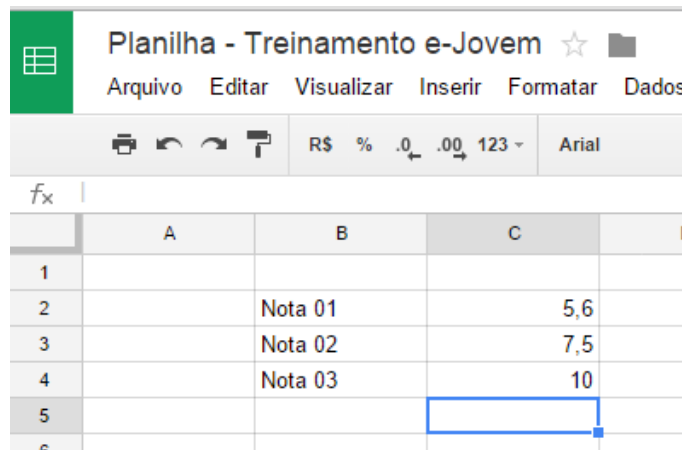 Planilha - Treinamento e-Jovem
Arquivo Editar Visualizar Inserir Formatar Dados
R$ % .0 .00 123 Arial
fx
A B C
1
2 Nota 01 5,6
3 Nota 02 7,5
4 Nota 03 10
5